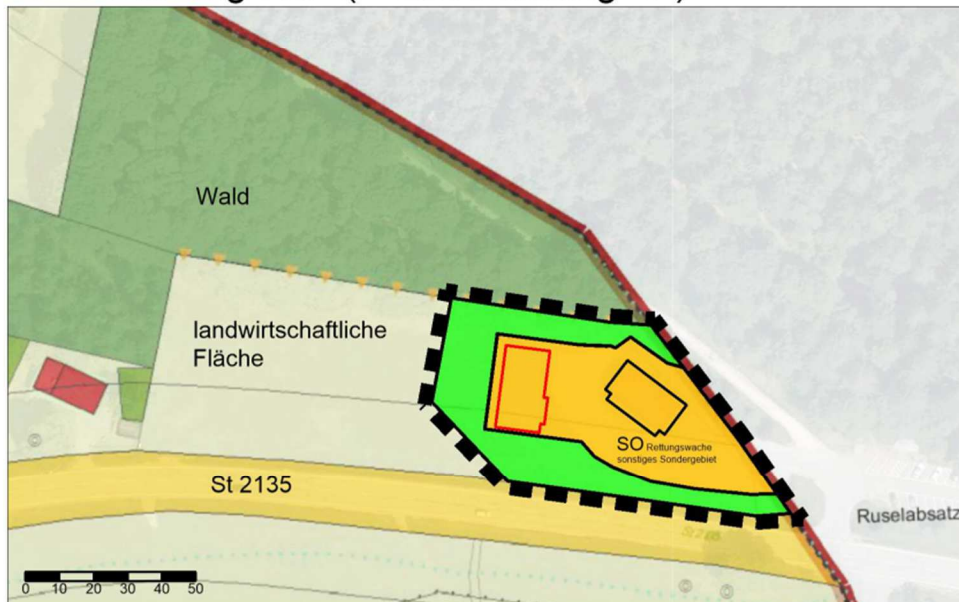 Wald
landwirtschaftliche
Fläche
SO Rettungswache
sonstiges Sondergebiet
St 2135
Ruselabsatz
0 10 20 30 40 50